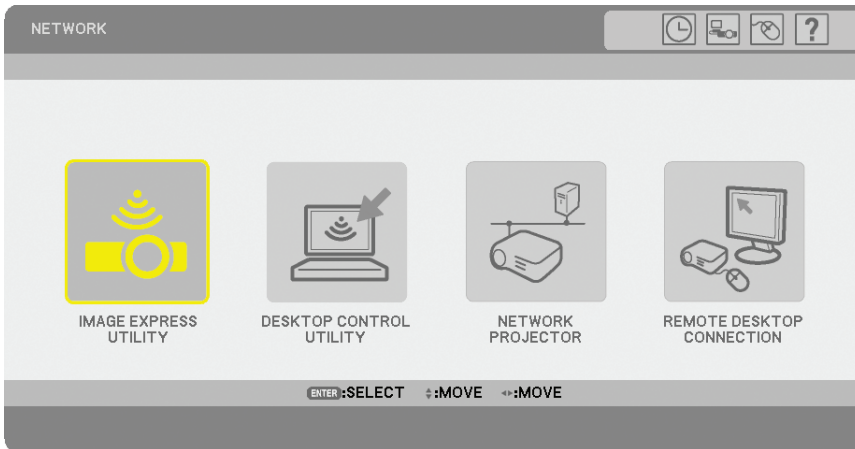 NETWORK
?
IMAGE EXPRESS
UTILITY
DESKTOP CONTROL
UTILITY
NETWORK
PROJECTOR
REMOTE DESKTOP
CONNECTION
ENTER:SELECT :MOVE :MOVE